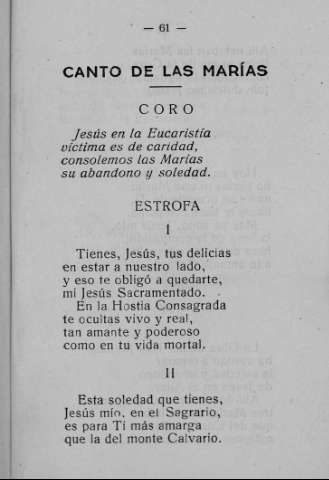 — 61 —
CANTO DE LAS MARÍAS
CORO
Jesús en la Eucaristía
víctima es de caridad,
consolemos las Marías
su abandono y soledad.
ESTROFA
I
Tienes, Jesús, tus delicias
en estar a nuestro lado,
y eso te obligó a quedarte,
mi Jesús Sacramentado.
En la Hostia Consagrada
te ocultas vivo y real,
tan amante y poderoso
como en tu vida mortal.
II
Esta soledad que tienes,
Jesús mío, en el Sagrario,
es para Tí más amarga
que la del monte Calvario.